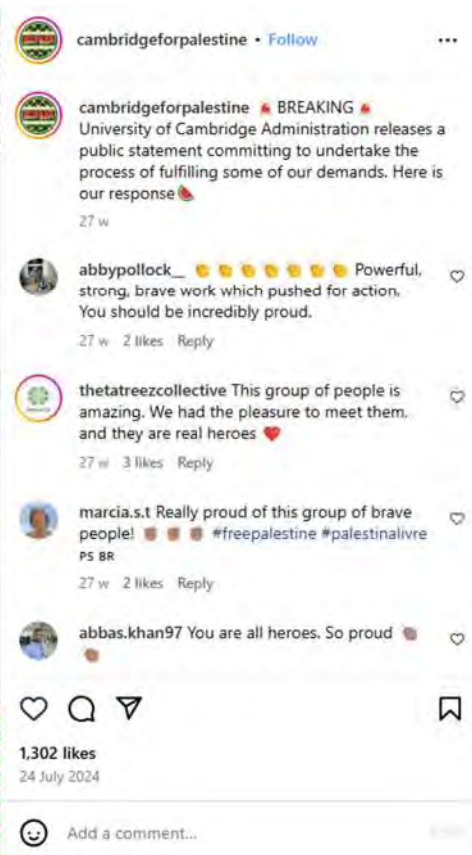 cambridgeforpalestine • Follow
cambridgeforpalestine 🚨 BREAKING 🚨
University of Cambridge Administration releases a
public statement committing to undertake the
process of fulfilling some of our demands. Here is
our response🍉
27 w
abbypollock__ 👏👏👏👏👏👏👏 Powerful,
strong, brave work which pushed for action.
You should be incredibly proud.
27 w 2 likes Reply
thetatreezcollective This group of people is
amazing. We had the pleasure to meet them.
and they are real heroes ❤️
27 w 3 likes Reply
marcia.s.t Really proud of this group of brave
people! ✊🏽✊🏽✊🏽 #freepalestine #palestinalivre
PS BR
27 w 2 likes Reply
abbas.khan97 You are all heroes. So proud 👏🏽
👏🏽
1,302 likes
24 July 2024
Add a comment...